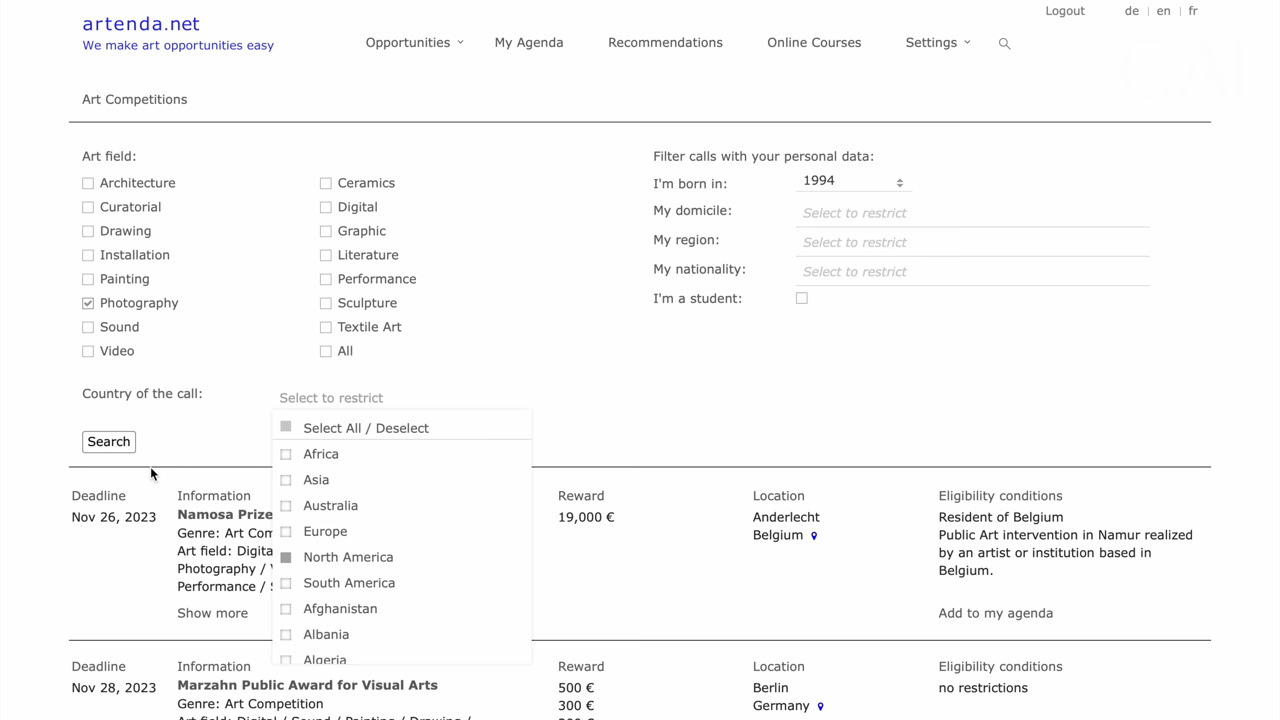 artenda.net
We make art opportunities easy
Logout de | en | fr
Opportunities My Agenda Recommendations Online Courses Settings
Art Competitions
Art field:
Architecture
Curatorial
Drawing
Installation
Painting
Photography
Sound
Video
Ceramics
Digital
Graphic
Literature
Performance
Sculpture
Textile Art
All
Filter calls with your personal data:
I'm born in: 1994
My domicile: Select to restrict
My region: Select to restrict
My nationality: Select to restrict
I'm a student:
Country of the call: Select to restrict
Search
Select All / Deselect
Africa
Asia
Australia
Europe
North America
South America
Afghanistan
Albania
Algeria
Deadline Information Reward Location Eligibility conditions
Nov 26, 2023
Namosa Prize
Genre: Art Com
Art field: Digita
Photography /
Performance /
Show more
19,000 €
Anderlecht
Belgium
Resident of Belgium
Public Art intervention in Namur realized
by an artist or institution based in
Belgium.
Add to my agenda
Deadline Information Reward Location Eligibility conditions
Nov 28, 2023
Marzahn Public Award for Visual Arts
Genre: Art Competition
Art field: Digital / Sound / Painting / Drawing /
500 €
300 €
Berlin
Germany
no restrictions